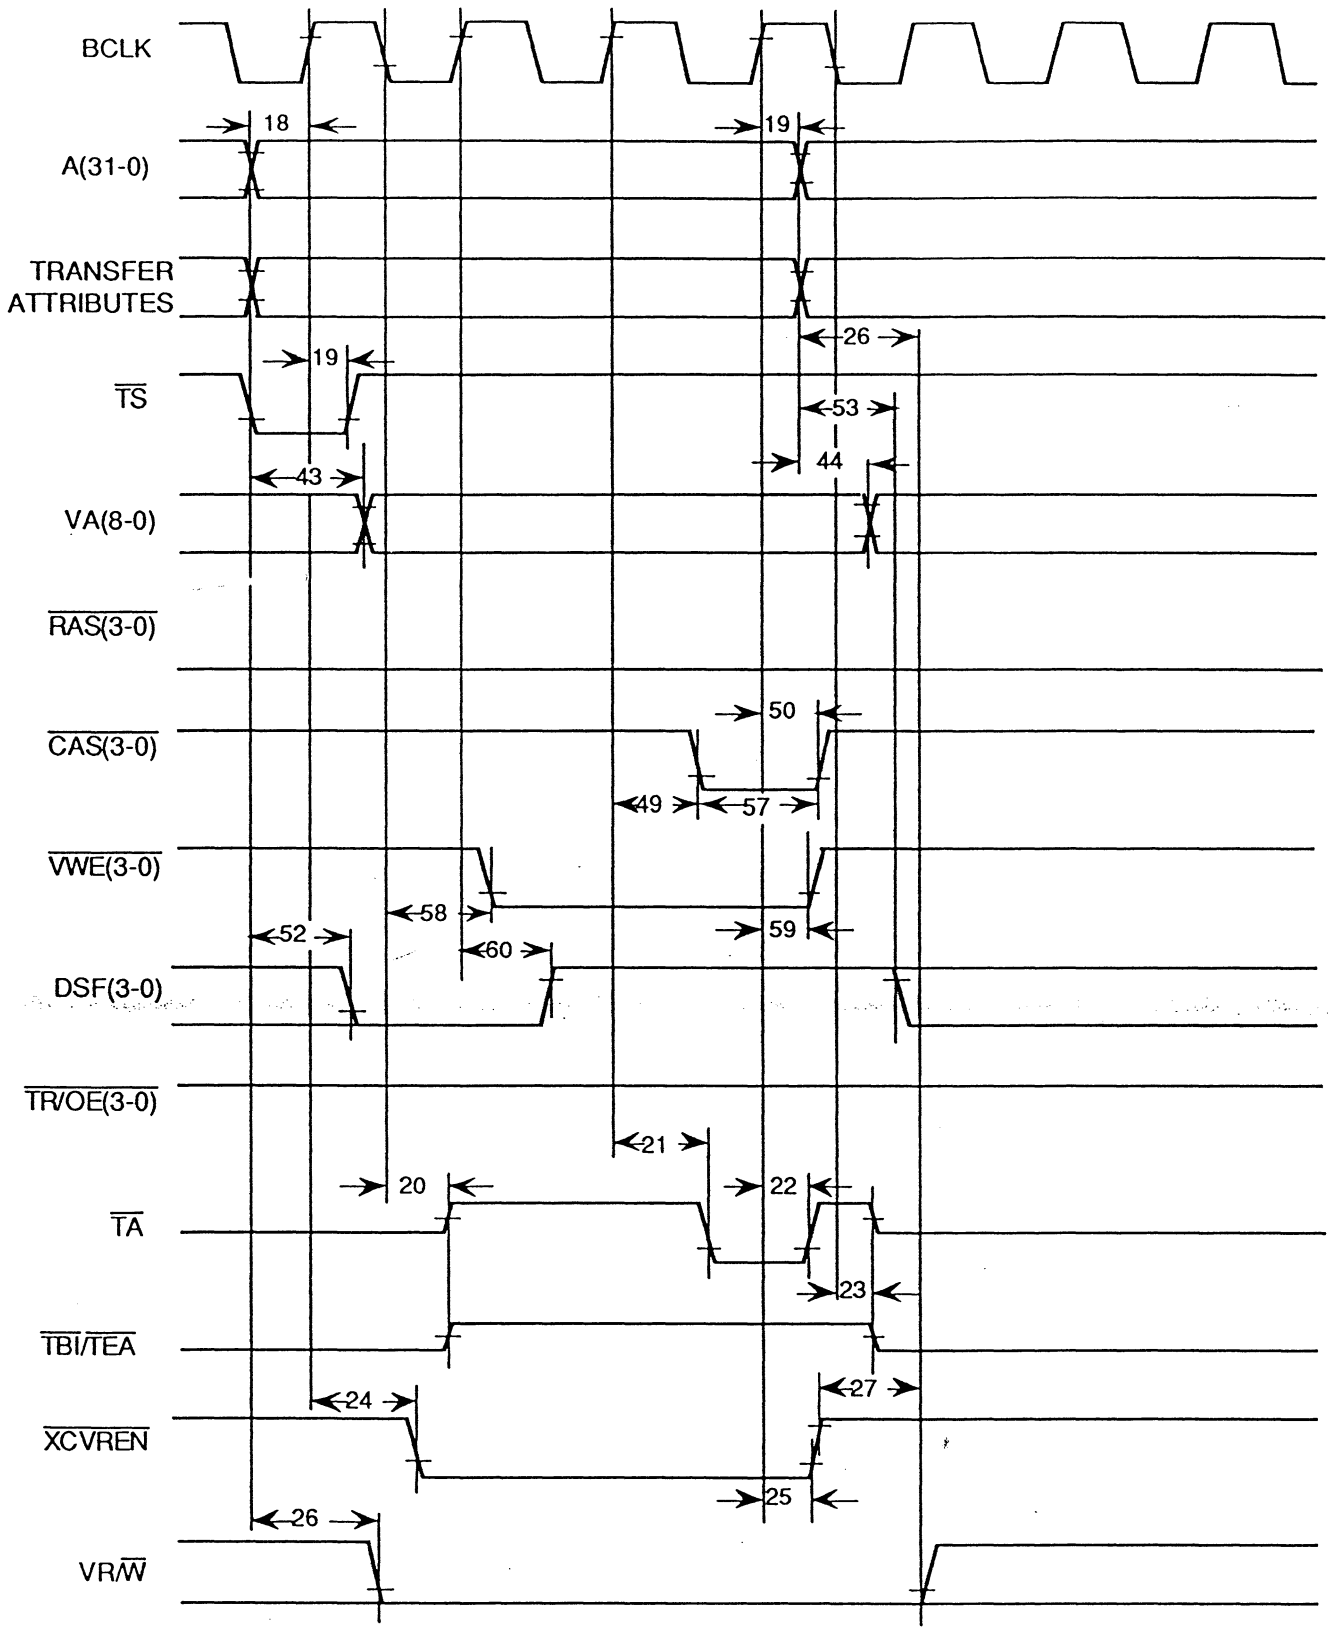 BCLK
18
19
A(31-0)
TRANSFER
ATTRIBUTES
26
19
TS
53
44
43
VA(8-0)
RAS(3-0)
50
CAS(3-0)
49
57
VWE(3-0)
58
59
52
60
DSF(3-0)
TR/OE(3-0)
21
20
22
TA
23
TBI/TEA
27
24
XCVREN
25
26
VR/W